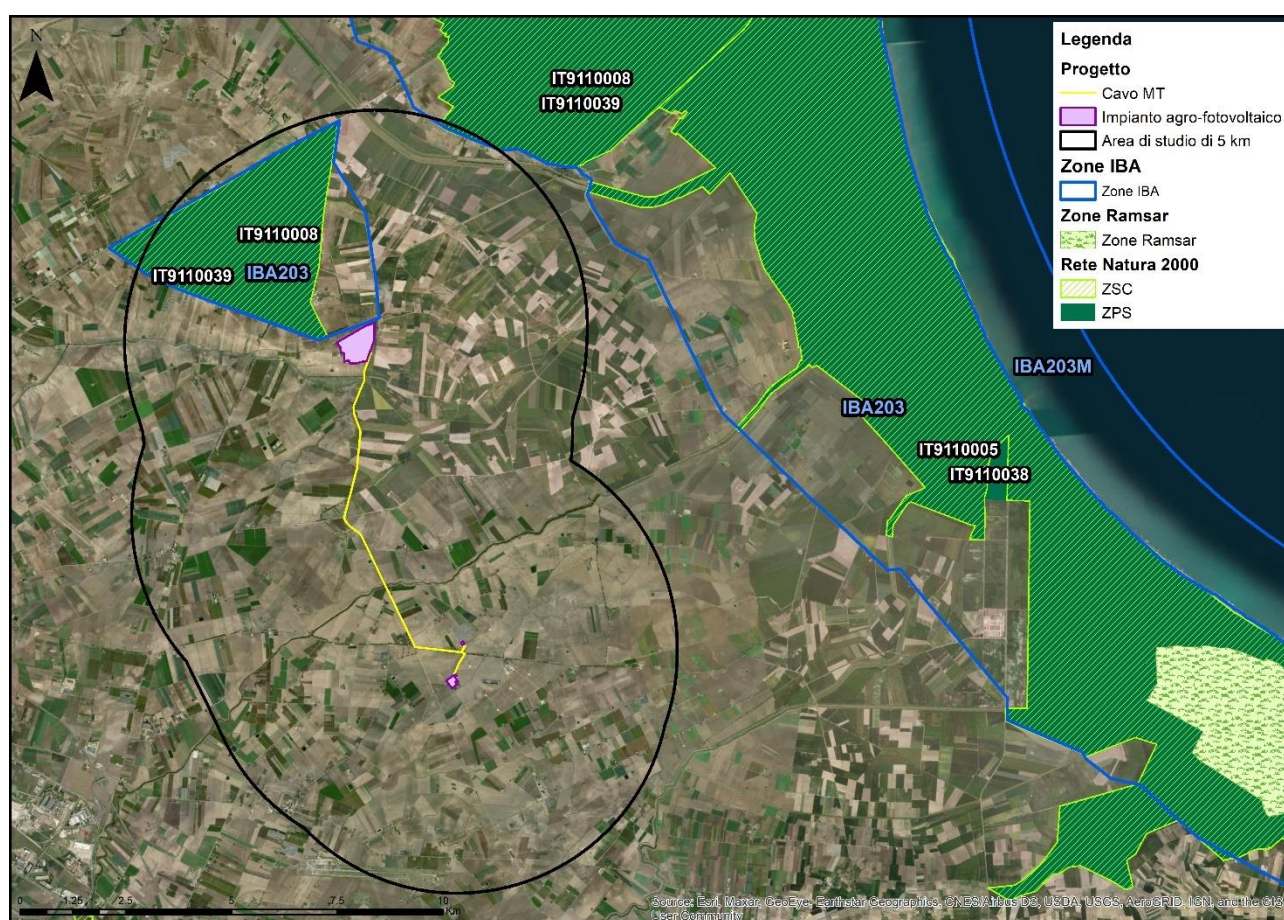 N
IT9110008
IT9110039
IT9110008
IT9110039
IBA203
IBA203M
IBA203
IT9110005
IT9110038
Legenda
Progetto
Cavo MT
Impianto agro-fotovoltaico
Area di studio di 5 km
Zone IBA
Zone IBA
Zone Ramsar
Zone Ramsar
Rete Natura 2000
ZSC
ZPS
0 1.25 2.5 5 7.5 10
Km
Source: Esri, Maxar, GeoEye, Earthstar Geographics, CNES/Airbus DS, USDA, USGS, AeroGRID, IGN, and the GIS
User Community